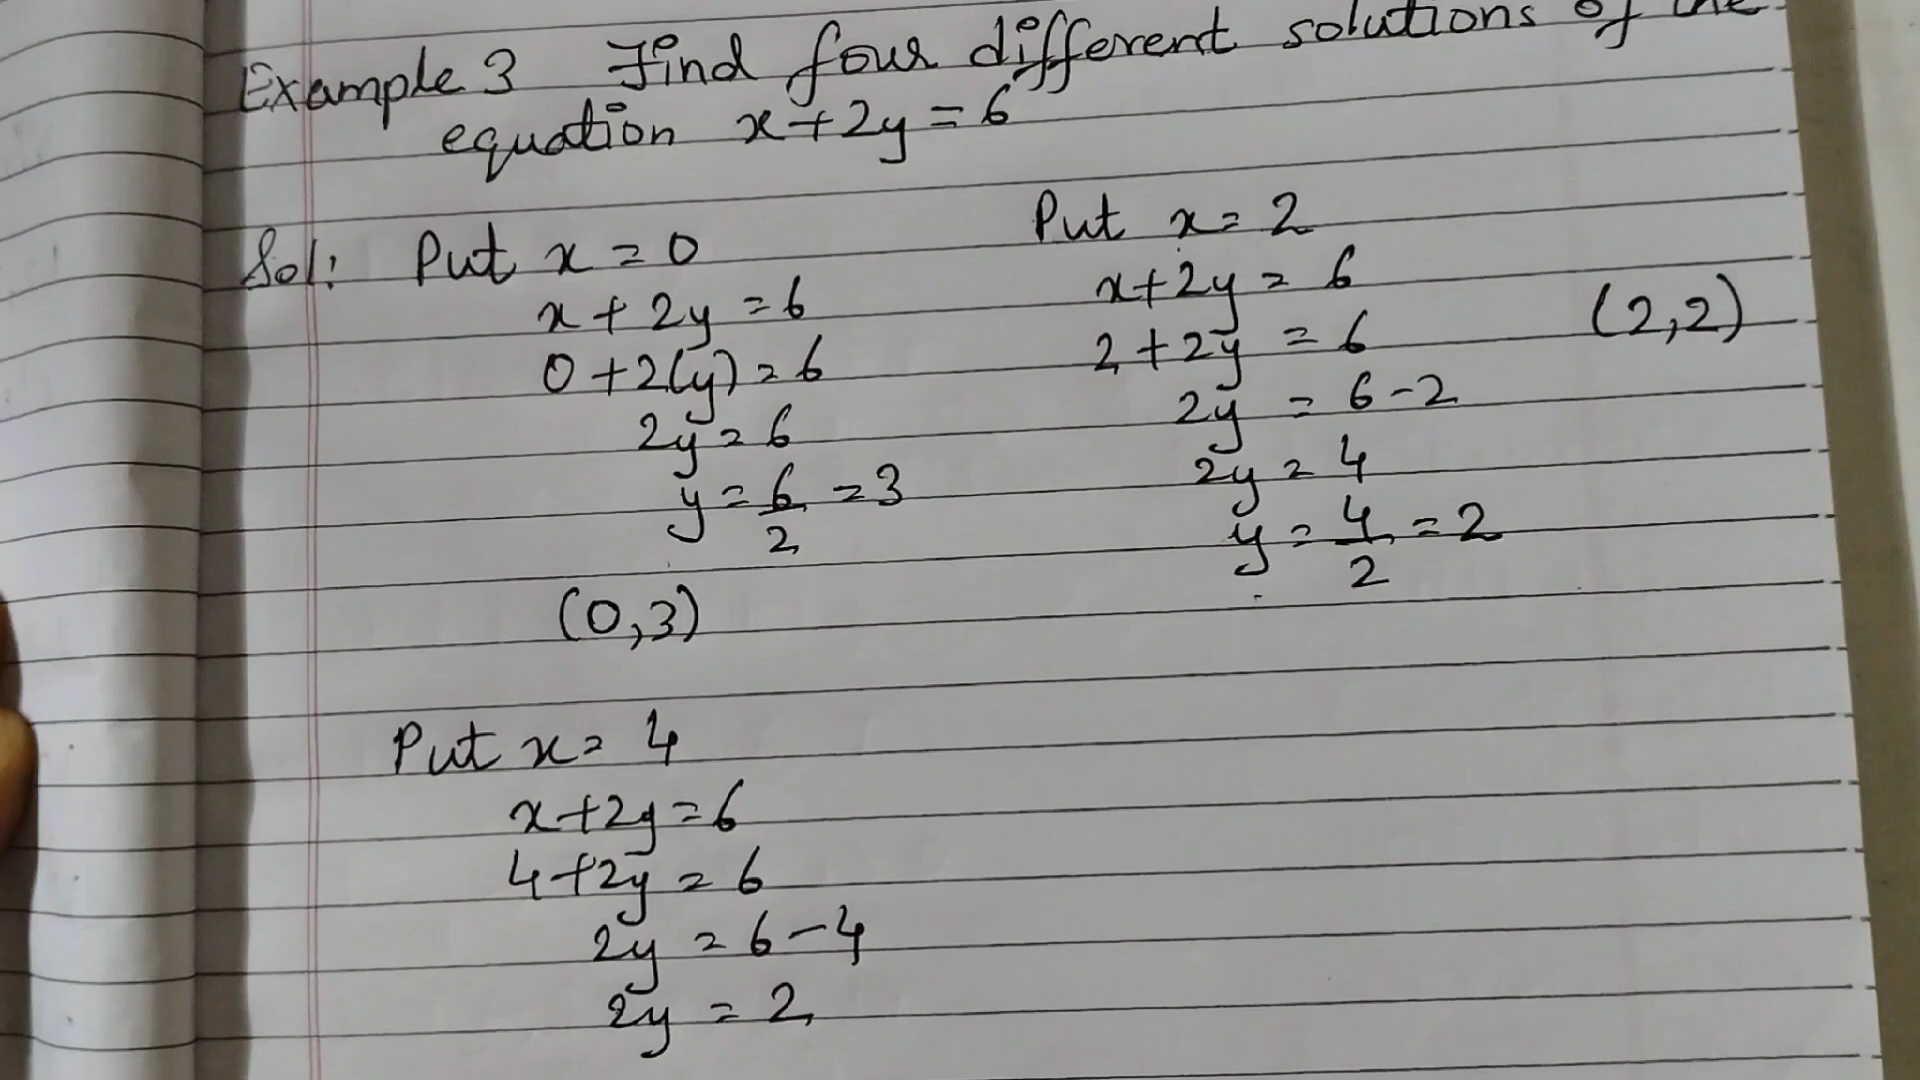 Example 3 Find four different solutions of the
equation x+2y=6
Sol: Put x=0
x+2y=6
0+2(y)=6
2y=6
y=6/2=3
(0,3)
Put x=2
x+2y=6
2+2y=6
2y=6-2
2y=4
y=4/2=2
(2,2)
Put x=4
x+2y=6
4+2y=6
2y=6-4
2y=2